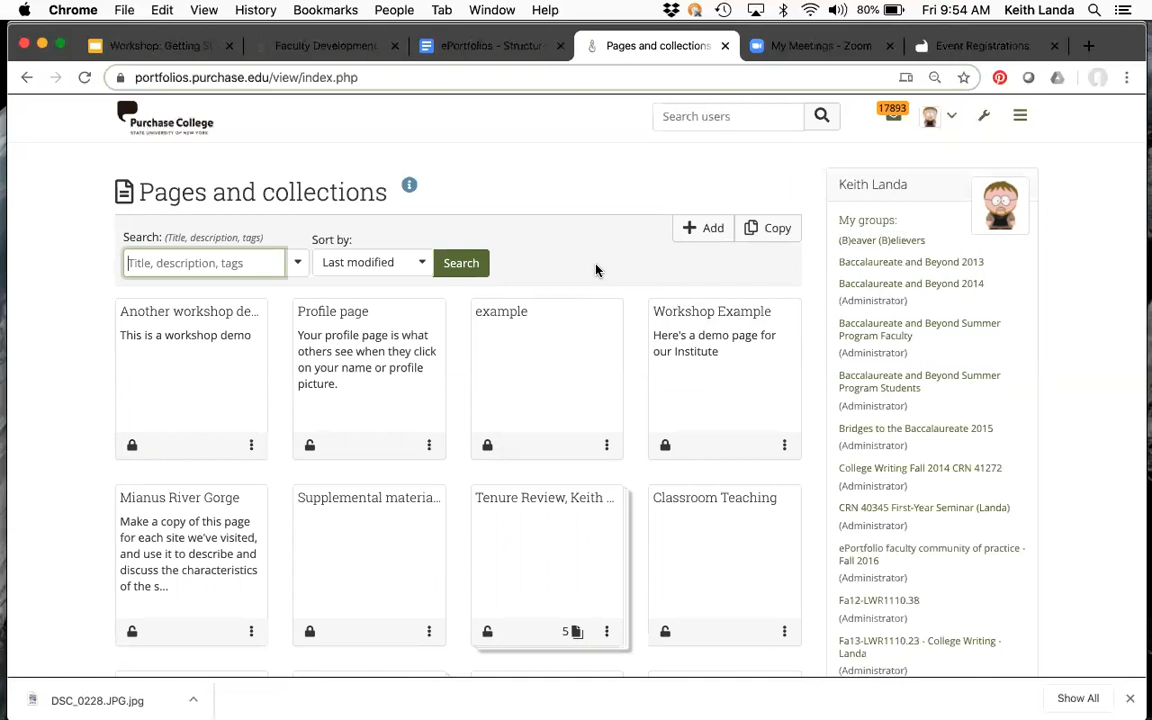 Chrome File Edit View History Bookmarks People Tab Window Help 80% Fri 9:54 AM Keith Landa
Workshop: Getting St Faculty Development ePortfolios - Structure Pages and collections My Meetings - Zoom Event Registrations
portfolios.purchase.edu/view/index.php
Purchase College
STATE UNIVERSITY OF NEW YORK
Search users
17893
Pages and collections
Search: (Title, description, tags)
Sort by:
Title, description, tags
Last modified
Search
Add
Copy
Another workshop de...
This is a workshop demo
Profile page
Your profile page is what
others see when they click
on your name or profile
picture.
example
Workshop Example
Here's a demo page for
our Institute
Mianus River Gorge
Make a copy of this page
for each site we've visited,
and use it to describe and
discuss the characteristics
of the s...
Supplemental materia...
Tenure Review, Keith ...
5
Classroom Teaching
Keith Landa
My groups:
(B)eaver (B)elievers
Baccalaureate and Beyond 2013
Baccalaureate and Beyond 2014
(Administrator)
Baccalaureate and Beyond Summer
Program Faculty
(Administrator)
Baccalaureate and Beyond Summer
Program Students
(Administrator)
Bridges to the Baccalaureate 2015
(Administrator)
College Writing Fall 2014 CRN 41272
(Administrator)
CRN 40345 First-Year Seminar (Landa)
(Administrator)
ePortfolio faculty community of practice -
Fall 2016
(Administrator)
Fa12-LWR1110.38
(Administrator)
Fa13-LWR1110.23 - College Writing -
Landa
(Administrator)
DSC_0228.JPG.jpg
Show All